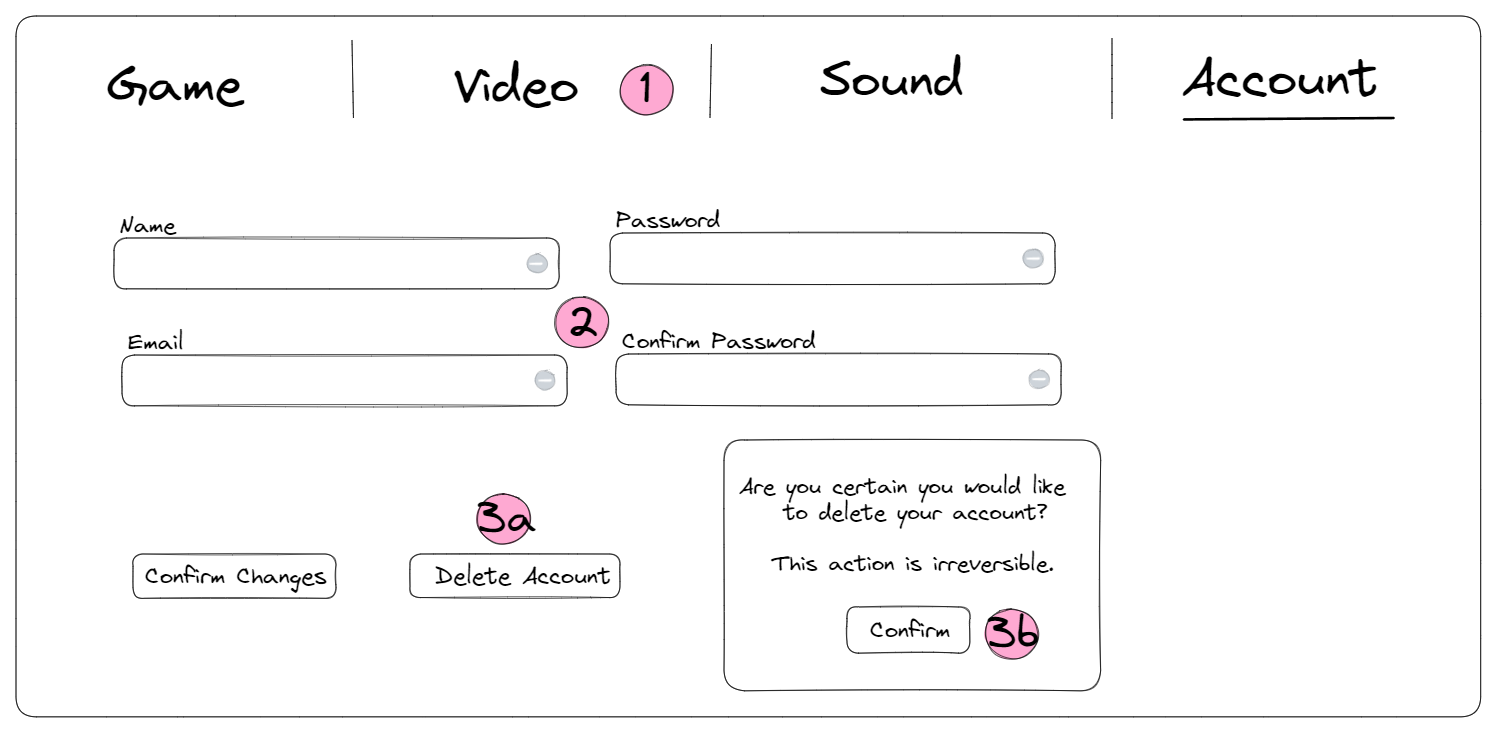 Game
Video
1
Sound
Account
Name
Password
2
Email
Confirm Password
3a
Confirm Changes
Delete Account
Are you certain you would like
to delete your account?
This action is irreversible.
Confirm
3b